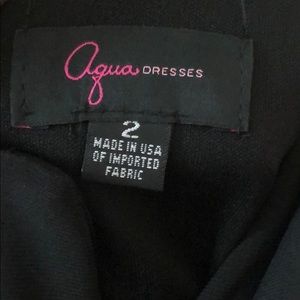 Aqua DRESSES
2
MADE IN USA
OF IMPORTED
FABRIC